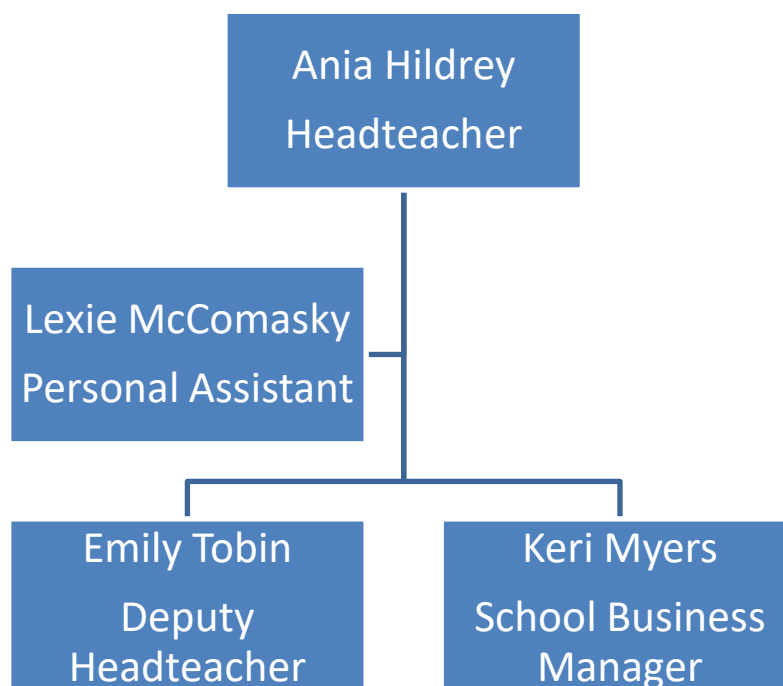 Ania Hildrey
Headteacher
Lexie McComasky
Personal Assistant
Emily Tobin
Deputy
Headteacher
Keri Myers
School Business
Manager